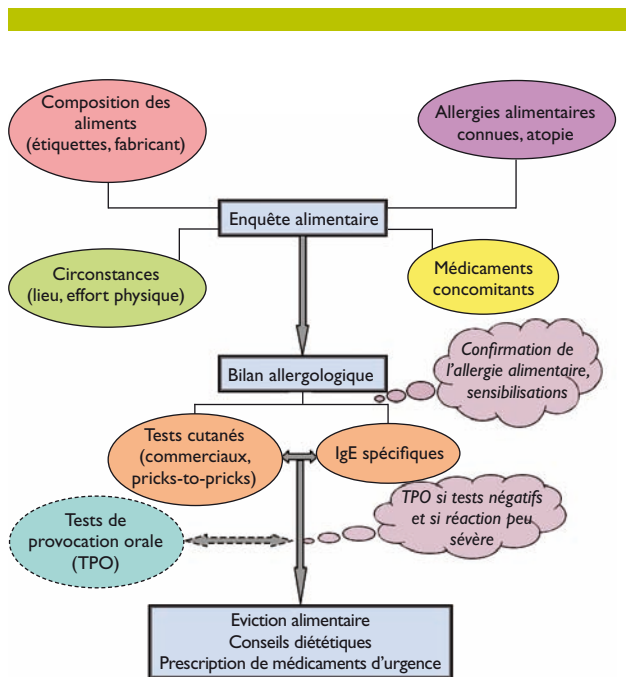 Composition des
aliments
(étiquettes, fabricant)
Allergies alimentaires
connues, atopie
Enquête alimentaire
Circonstances
(lieu, effort physique)
Médicaments
concomitants
Confirmation de
l'allergie alimentaire,
sensibilisations
Bilan allergologique
Tests cutanés
(commerciaux,
pricks-to-pricks)
IgE spécifiques
TPO si tests négatifs
et si réaction peu
sévère
Tests de
provocation orale
(TPO)
Eviction alimentaire
Conseils diététiques
Prescription de médicaments d'urgence